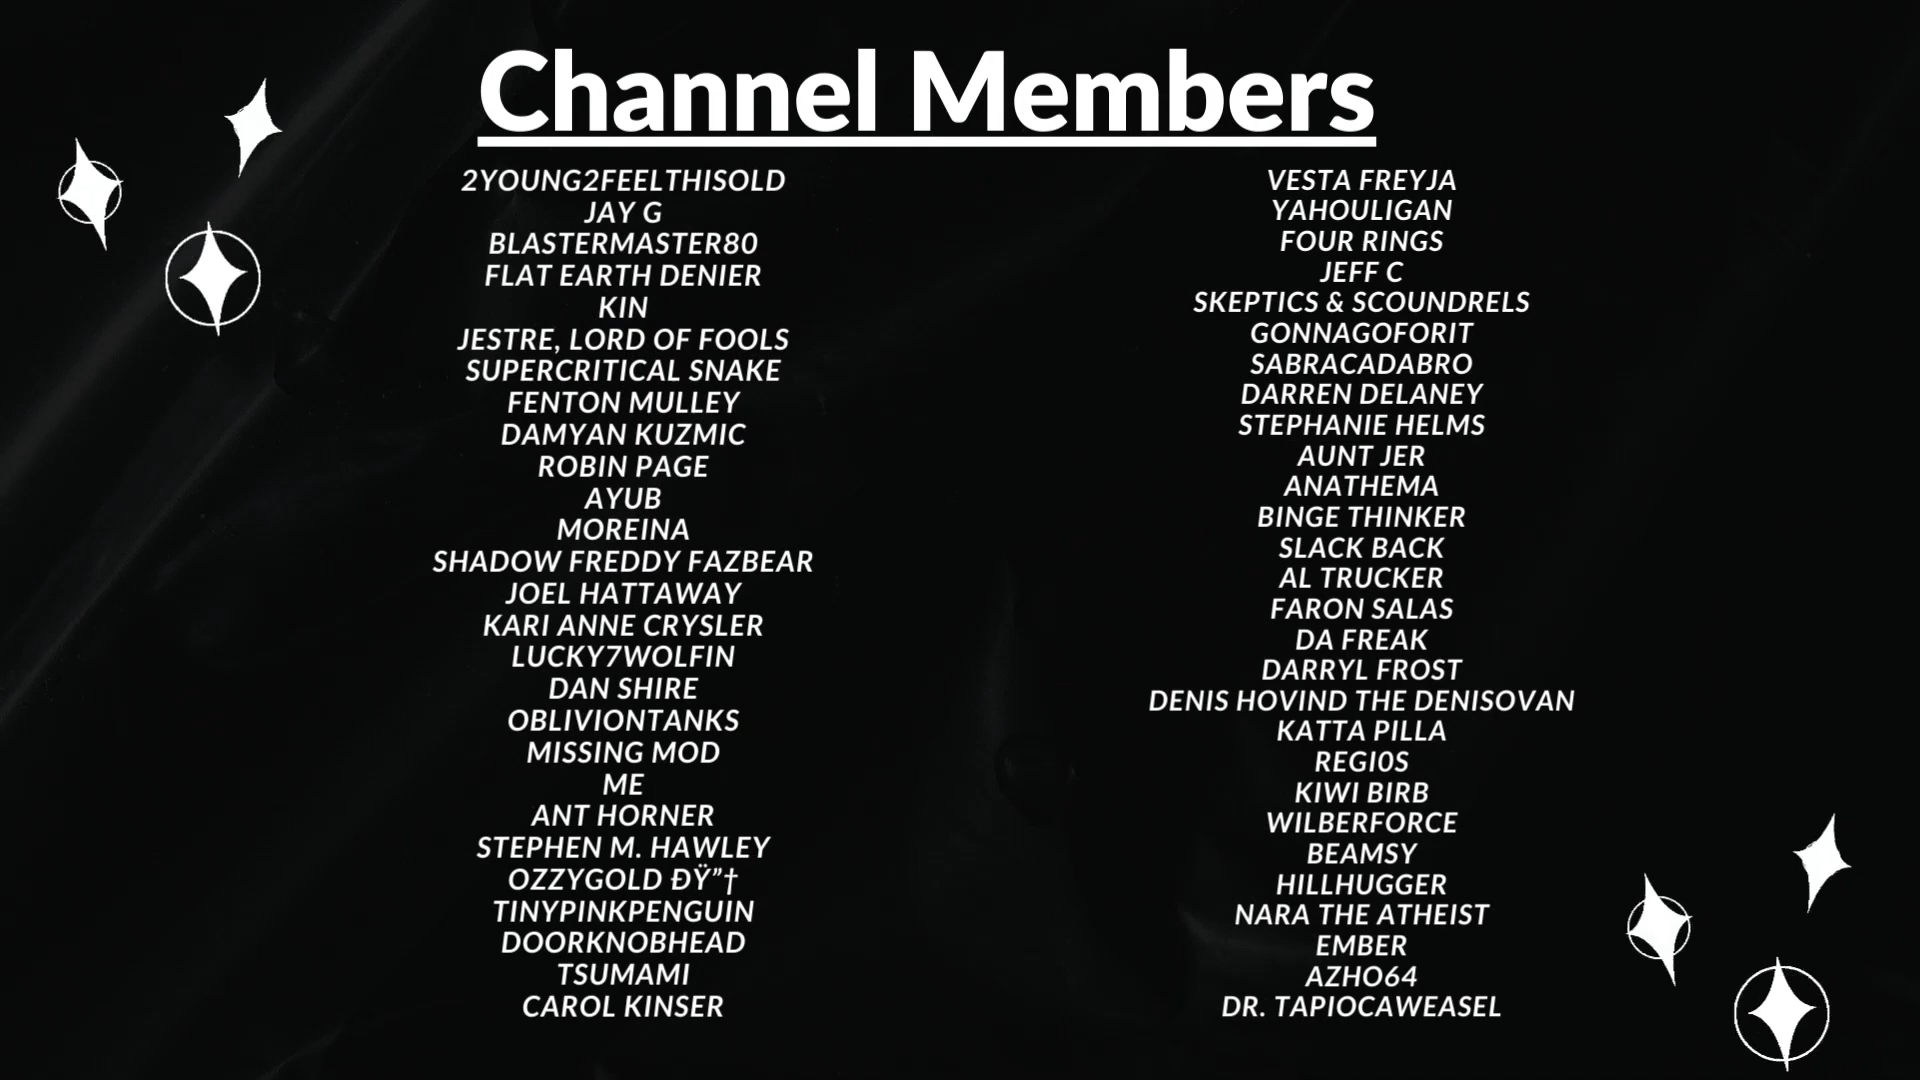 Channel Members
2YOUNG2FEELTHISOLD
JAY G
BLASTERMASTER80
FLAT EARTH DENIER
KIN
JESTRE, LORD OF FOOLS
SUPERCRITICAL SNAKE
FENTON MULLEY
DAMYAN KUZMIC
ROBIN PAGE
AYUB
MOREINA
SHADOW FREDDY FAZBEAR
JOEL HATTAWAY
KARI ANNE CRYSLER
LUCKY7WOLFIN
DAN SHIRE
OBLIVIONTANKS
MISSING MOD
ME
ANT HORNER
STEPHEN M. HAWLEY
OZZYGOLD ÐŸ”†
TINYPINKPENGUIN
DOORKNOBHEAD
TSUMAMI
CAROL KINSER
VESTA FREYJA
YAHOULIGAN
FOUR RINGS
JEFF C
SKEPTICS & SCOUNDRELS
GONNAGOFORIT
SABRACADABRO
DARREN DELANEY
STEPHANIE HELMS
AUNT JER
ANATHEMA
BINGE THINKER
SLACK BACK
AL TRUCKER
FARON SALAS
DA FREAK
DARRYL FROST
DENIS HOVIND THE DENISOVAN
KATTA PILLA
REGI0S
KIWI BIRB
WILBERFORCE
BEAMSY
HILLHUGGER
NARA THE ATHEIST
EMBER
AZHO64
DR. TAPIOCAWEASEL